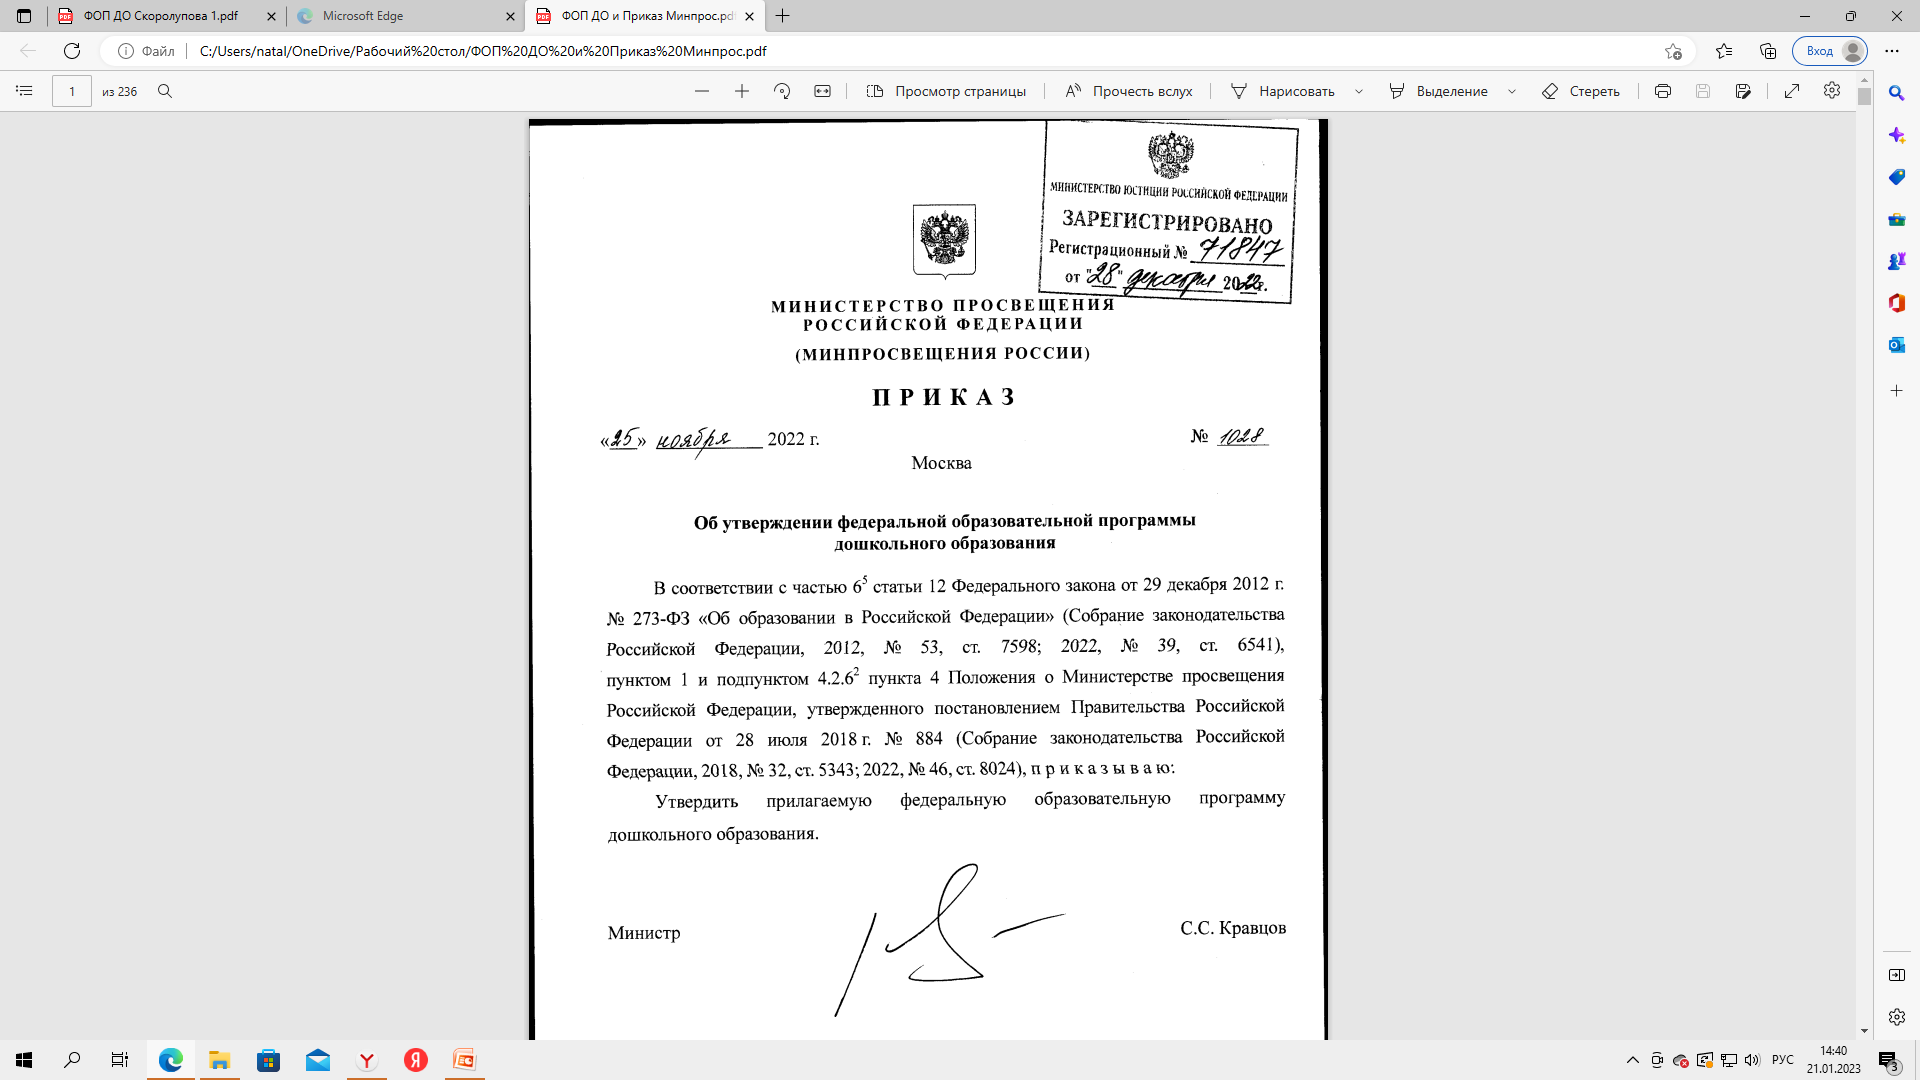 ФОП ДО Скоролупова 1.pdf
Microsoft Edge
ФОП ДО и Приказ Минпрос.pdf
Файл
C:/Users/natal/OneDrive/Рабочий%20стол/ФОП%20ДО%20и%20Приказ%20Минпрос.pdf
Вход
1
из 236
Просмотр страницы
Прочесть вслух
Нарисовать
Выделение
Стереть
МИНИСТЕРСТВО ЮСТИЦИИ РОССИЙСКОЙ ФЕДЕРАЦИИ
ЗАРЕГИСТРИРОВАНО
Регистрационный № 71847
от "28" декабря 2022г.
МИНИСТЕРСТВО ПРОСВЕЩЕНИЯ
РОССИЙСКОЙ ФЕДЕРАЦИИ
(МИНПРОСВЕЩЕНИЯ РОССИИ)
ПРИКАЗ
«25» ноября 2022 г.
№ 1028
Москва
Об утверждении федеральной образовательной программы
дошкольного образования
В соответствии с частью 6⁵ статьи 12 Федерального закона от 29 декабря 2012 г.
№ 273-ФЗ «Об образовании в Российской Федерации» (Собрание законодательства
Российской Федерации, 2012, № 53, ст. 7598; 2022, № 39, ст. 6541),
пунктом 1 и подпунктом 4.2.6² пункта 4 Положения о Министерстве просвещения
Российской Федерации, утвержденного постановлением Правительства Российской
Федерации от 28 июля 2018 г. № 884 (Собрание законодательства Российской
Федерации, 2018, № 32, ст. 5343; 2022, № 46, ст. 8024), п р и к а з ы в а ю:
Утвердить прилагаемую федеральную образовательную программу
дошкольного образования.
Министр
С.С. Кравцов
РУС
14:40
21.01.2023
3